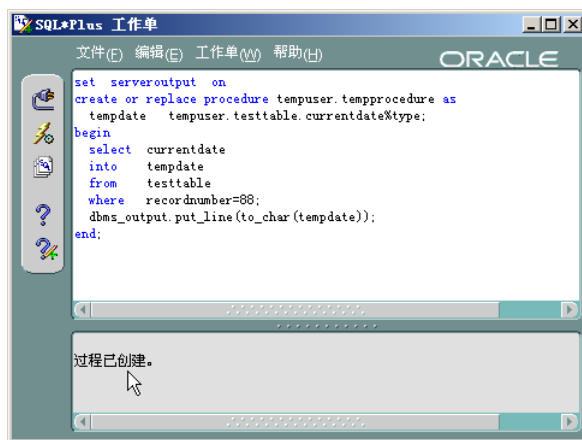 SQL*Plus 工作单
文件(F) 编辑(E) 工作单(W) 帮助(H)
ORACLE
set serveroutput on
create or replace procedure tempuser.tempprocedure as
tempdate tempuser.testtable.currentdate%type;
begin
select currentdate
into tempdate
from testtable
where recordnumber=88;
dbms_output.put_line(to_char(tempdate));
end;
过程已创建。